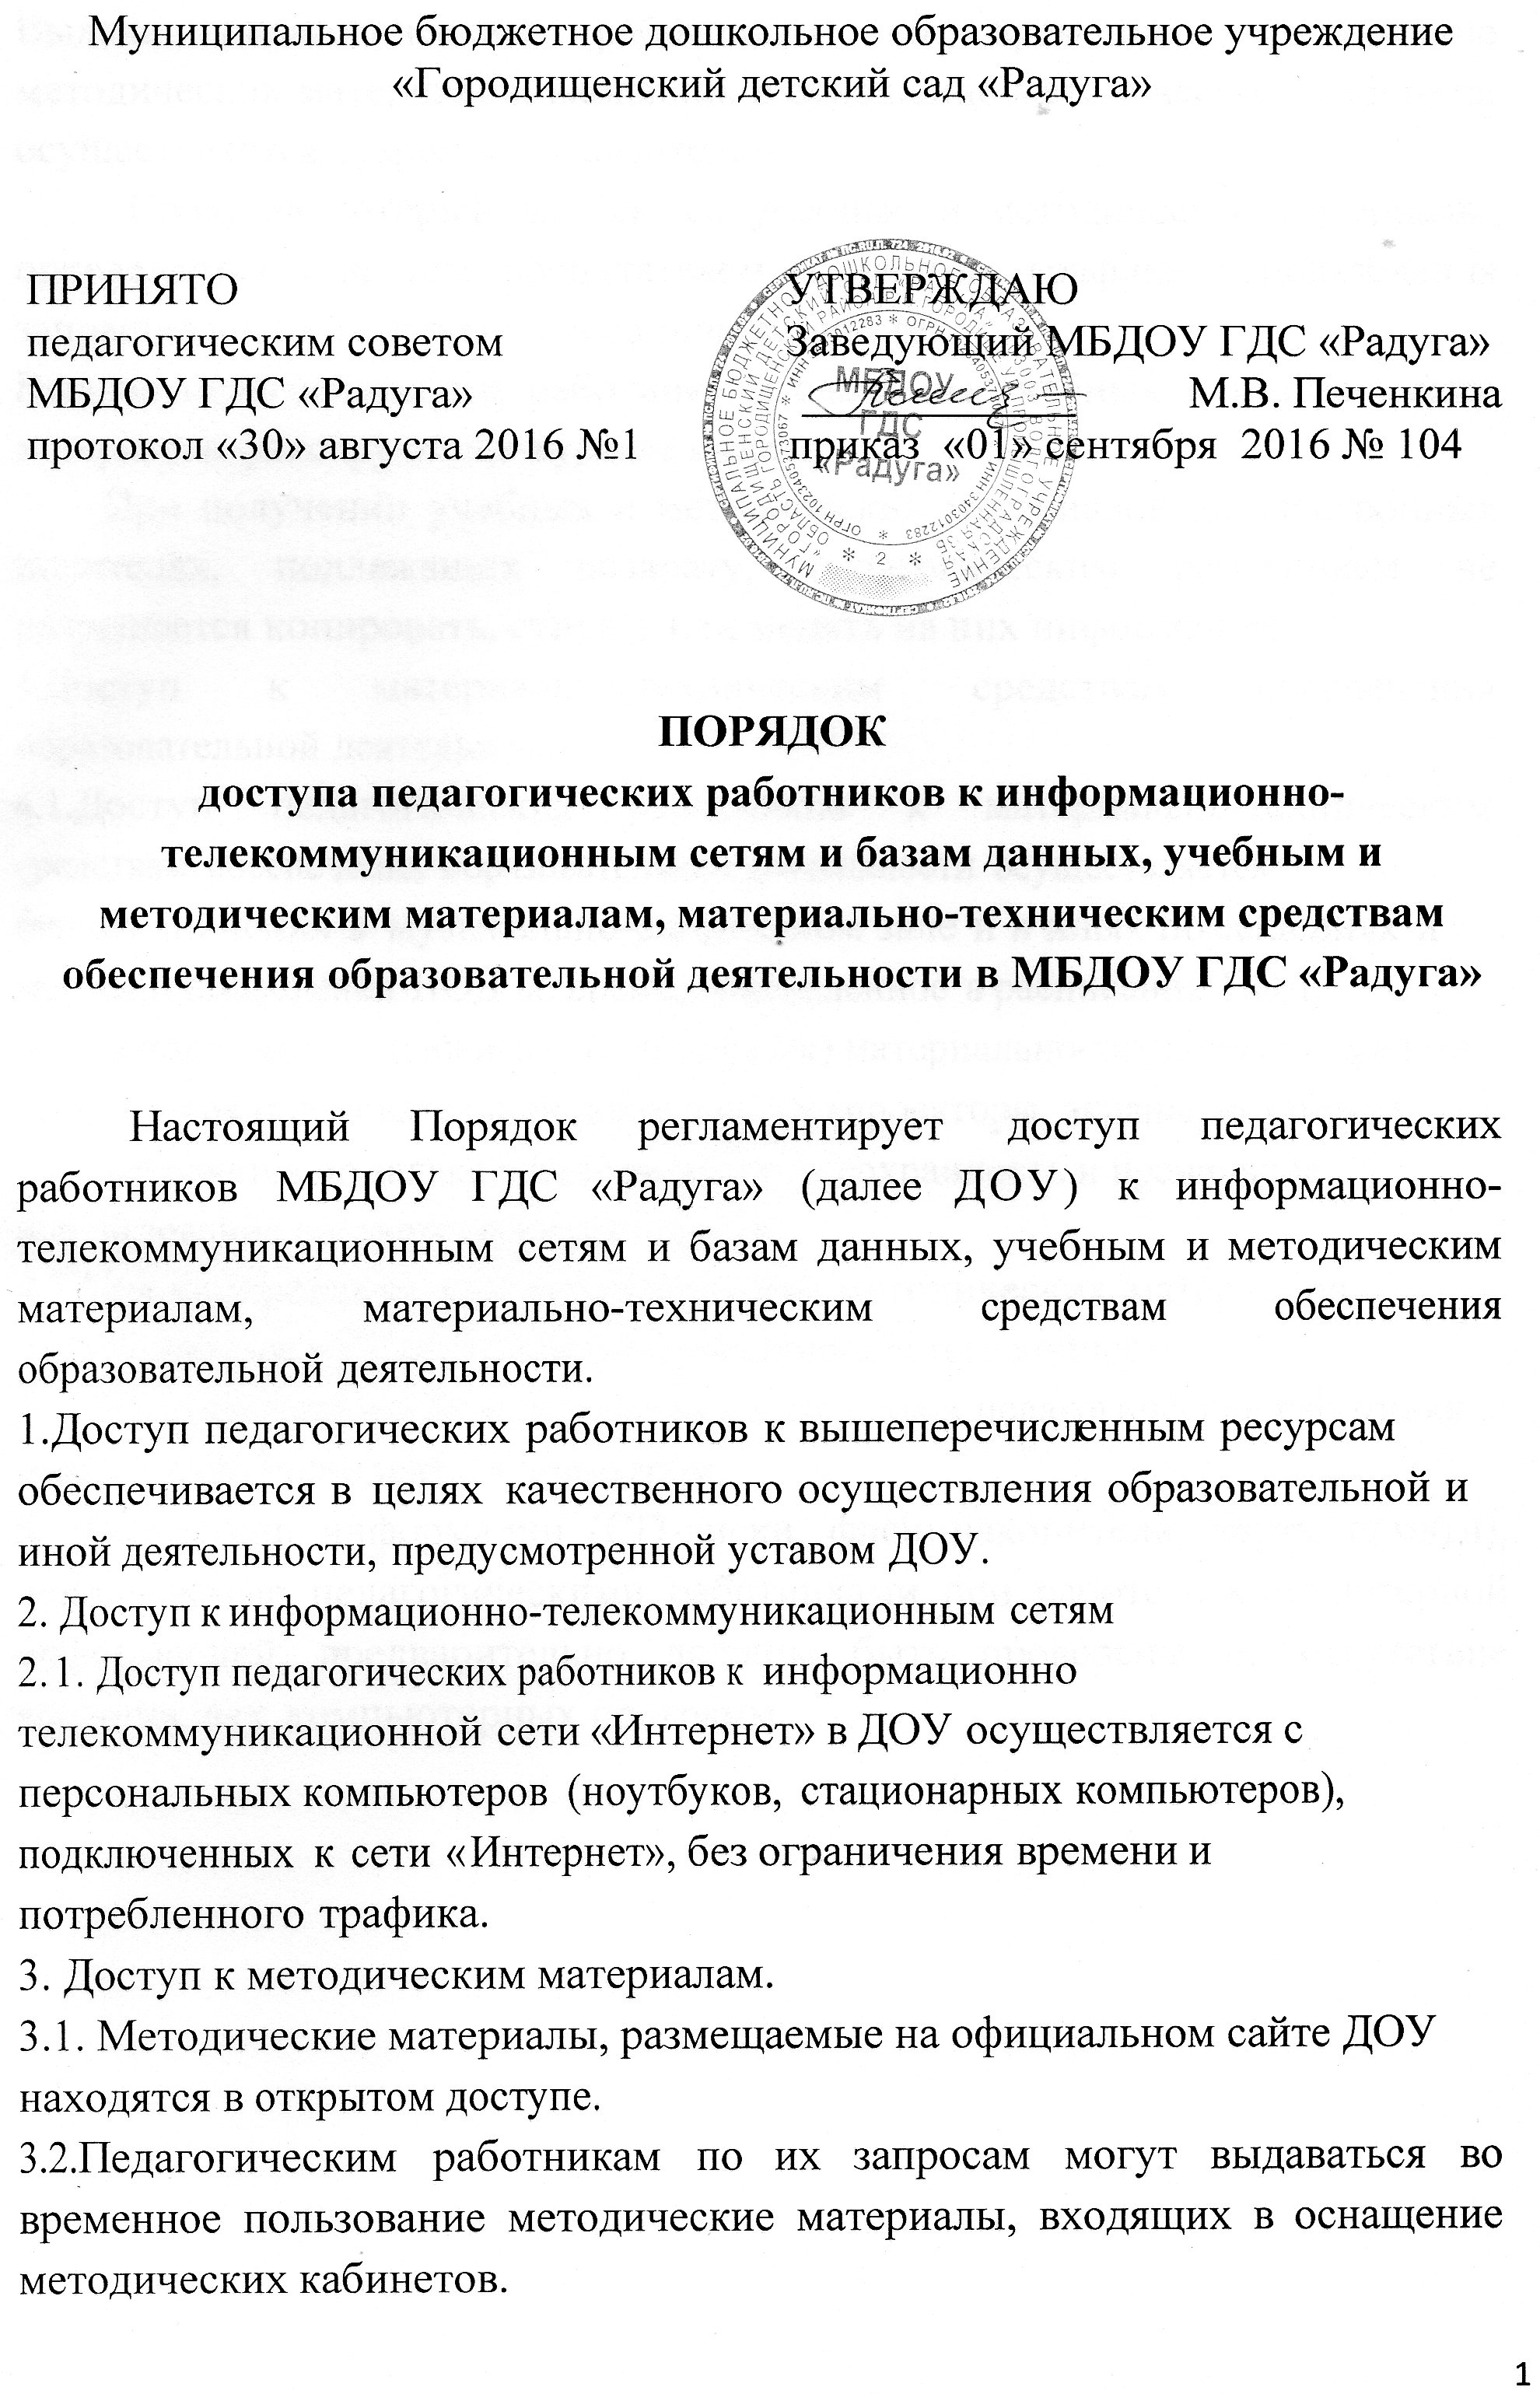 Муниципальное бюджетное дошкольное образовательное учреждение
«Городищенский детский сад «Радуга»
ПРИНЯТО
педагогическим советом
МБДОУ ГДС «Радуга»
протокол «30» августа 2016 №1
УТВЕРЖДАЮ
Заведующий МБДОУ ГДС «Радуга»
М.В. Печенкина
приказ «01» сентября 2016 № 104
МБДОУ
ГДС
«Радуга»
ПОРЯДОК
доступа педагогических работников к информационно-
телекоммуникационным сетям и базам данных, учебным и
методическим материалам, материально-техническим средствам
обеспечения образовательной деятельности в МБДОУ ГДС «Радуга»
Настоящий Порядок регламентирует доступ педагогических
работников МБДОУ ГДС «Радуга» (далее ДОУ) к информационно-
телекоммуникационным сетям и базам данных, учебным и методическим
материалам, материально-техническим средствам обеспечения
образовательной деятельности.
1.Доступ педагогических работников к вышеперечисленным ресурсам
обеспечивается в целях качественного осуществления образовательной и
иной деятельности, предусмотренной уставом ДОУ.
2. Доступ к информационно-телекоммуникационным сетям
2.1. Доступ педагогических работников к информационно
телекоммуникационной сети «Интернет» в ДОУ осуществляется с
персональных компьютеров (ноутбуков, стационарных компьютеров),
подключенных к сети «Интернет», без ограничения времени и
потребленного трафика.
3. Доступ к методическим материалам.
3.1. Методические материалы, размещаемые на официальном сайте ДОУ
находятся в открытом доступе.
3.2.Педагогическим работникам по их запросам могут выдаваться во
временное пользование методические материалы, входящих в оснащение
методических кабинетов.
1